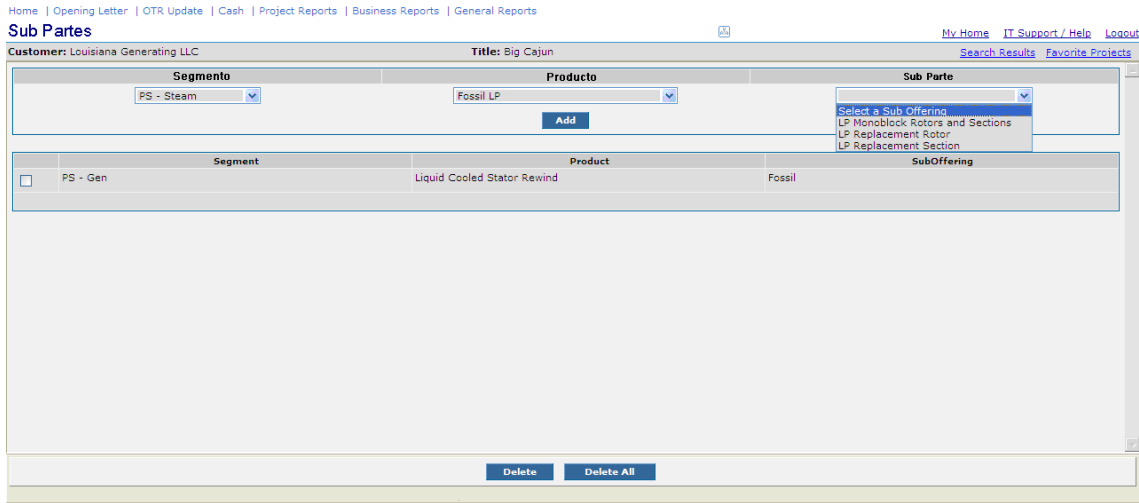 Home | Opening Letter | OTR Update | Cash | Project Reports | Business Reports | General Reports
Sub Partes
My Home IT Support / Help Logout
Customer: Louisiana Generating LLC Title: Big Cajun Search Results Favorite Projects
Segmento Producto Sub Parte
PS - Steam Fossil LP
Add
Select a Sub Offering
LP Monoblock Rotors and Sections
LP Replacement Rotor
LP Replacement Section
Segment Product SubOffering
PS - Gen Liquid Cooled Stator Rewind Fossil
Delete Delete All